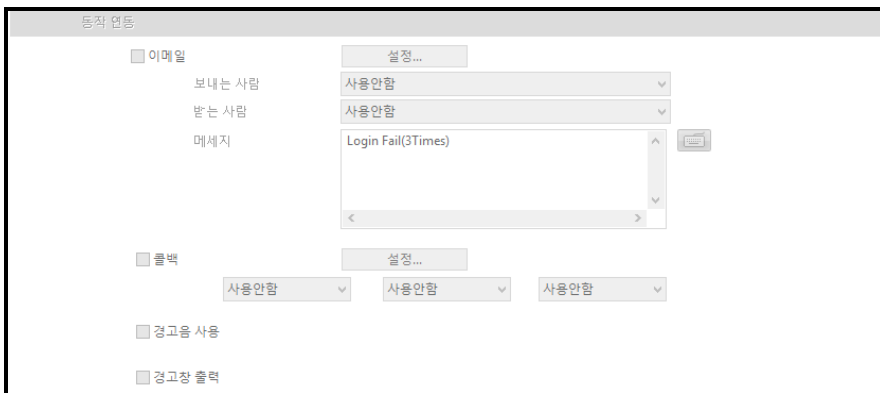 동작 연동
이메일 설정...
보내는 사람 사용안함
받는 사람 사용안함
메세지 Login Fail(3Times)
콜백 설정...
사용안함 사용안함 사용안함
경고음 사용
경고창 출력